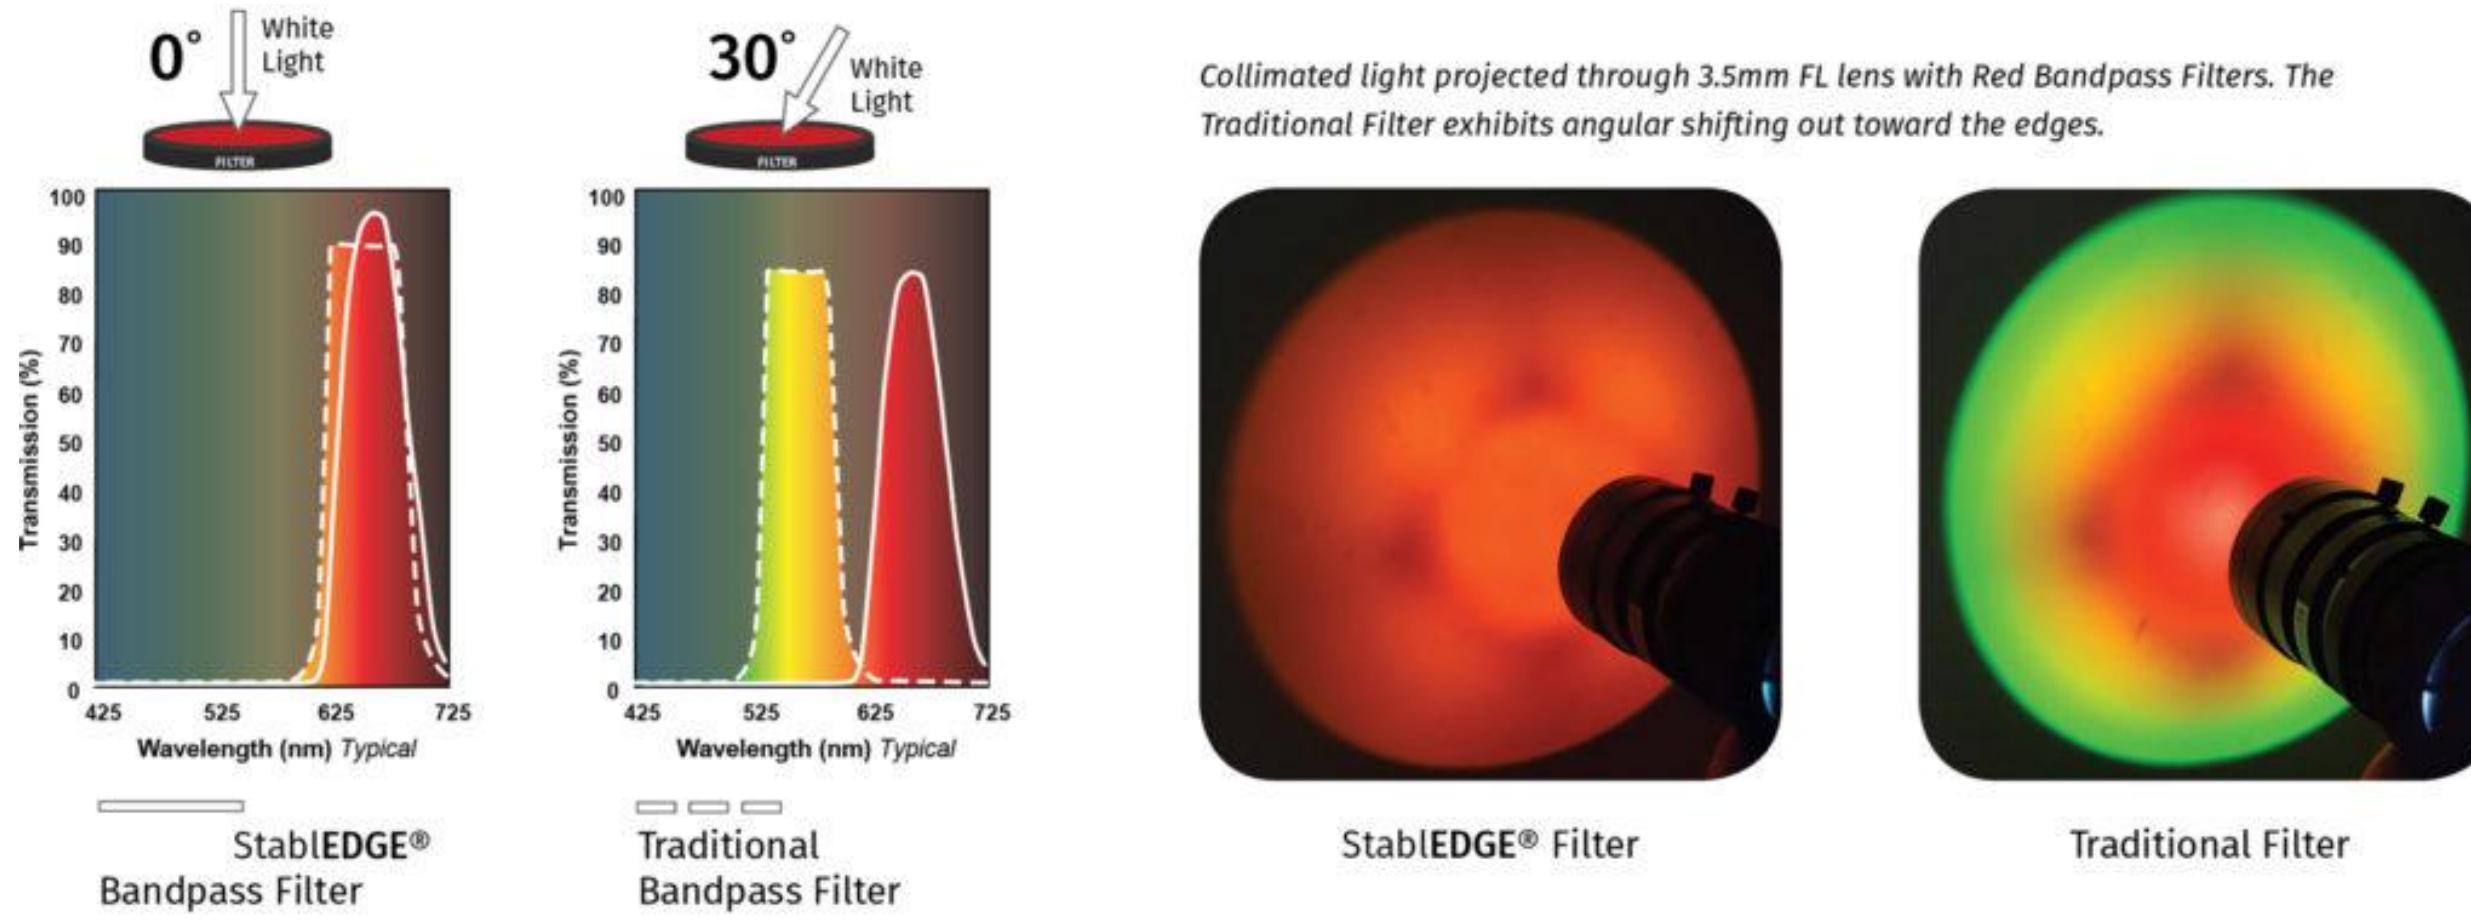 0°
White
Light
FILTER
Transmission (%)
100
90
80
70
60
50
40
30
20
10
0
425 525 625 725
Wavelength (nm) Typical
StablEDGE®
Bandpass Filter
30°
White
Light
FILTER
Transmission (%)
100
90
80
70
60
50
40
30
20
10
0
425 525 625 725
Wavelength (nm) Typical
Traditional
Bandpass Filter
Collimated light projected through 3.5mm FL lens with Red Bandpass Filters. The
Traditional Filter exhibits angular shifting out toward the edges.
StablEDGE® Filter
Traditional Filter